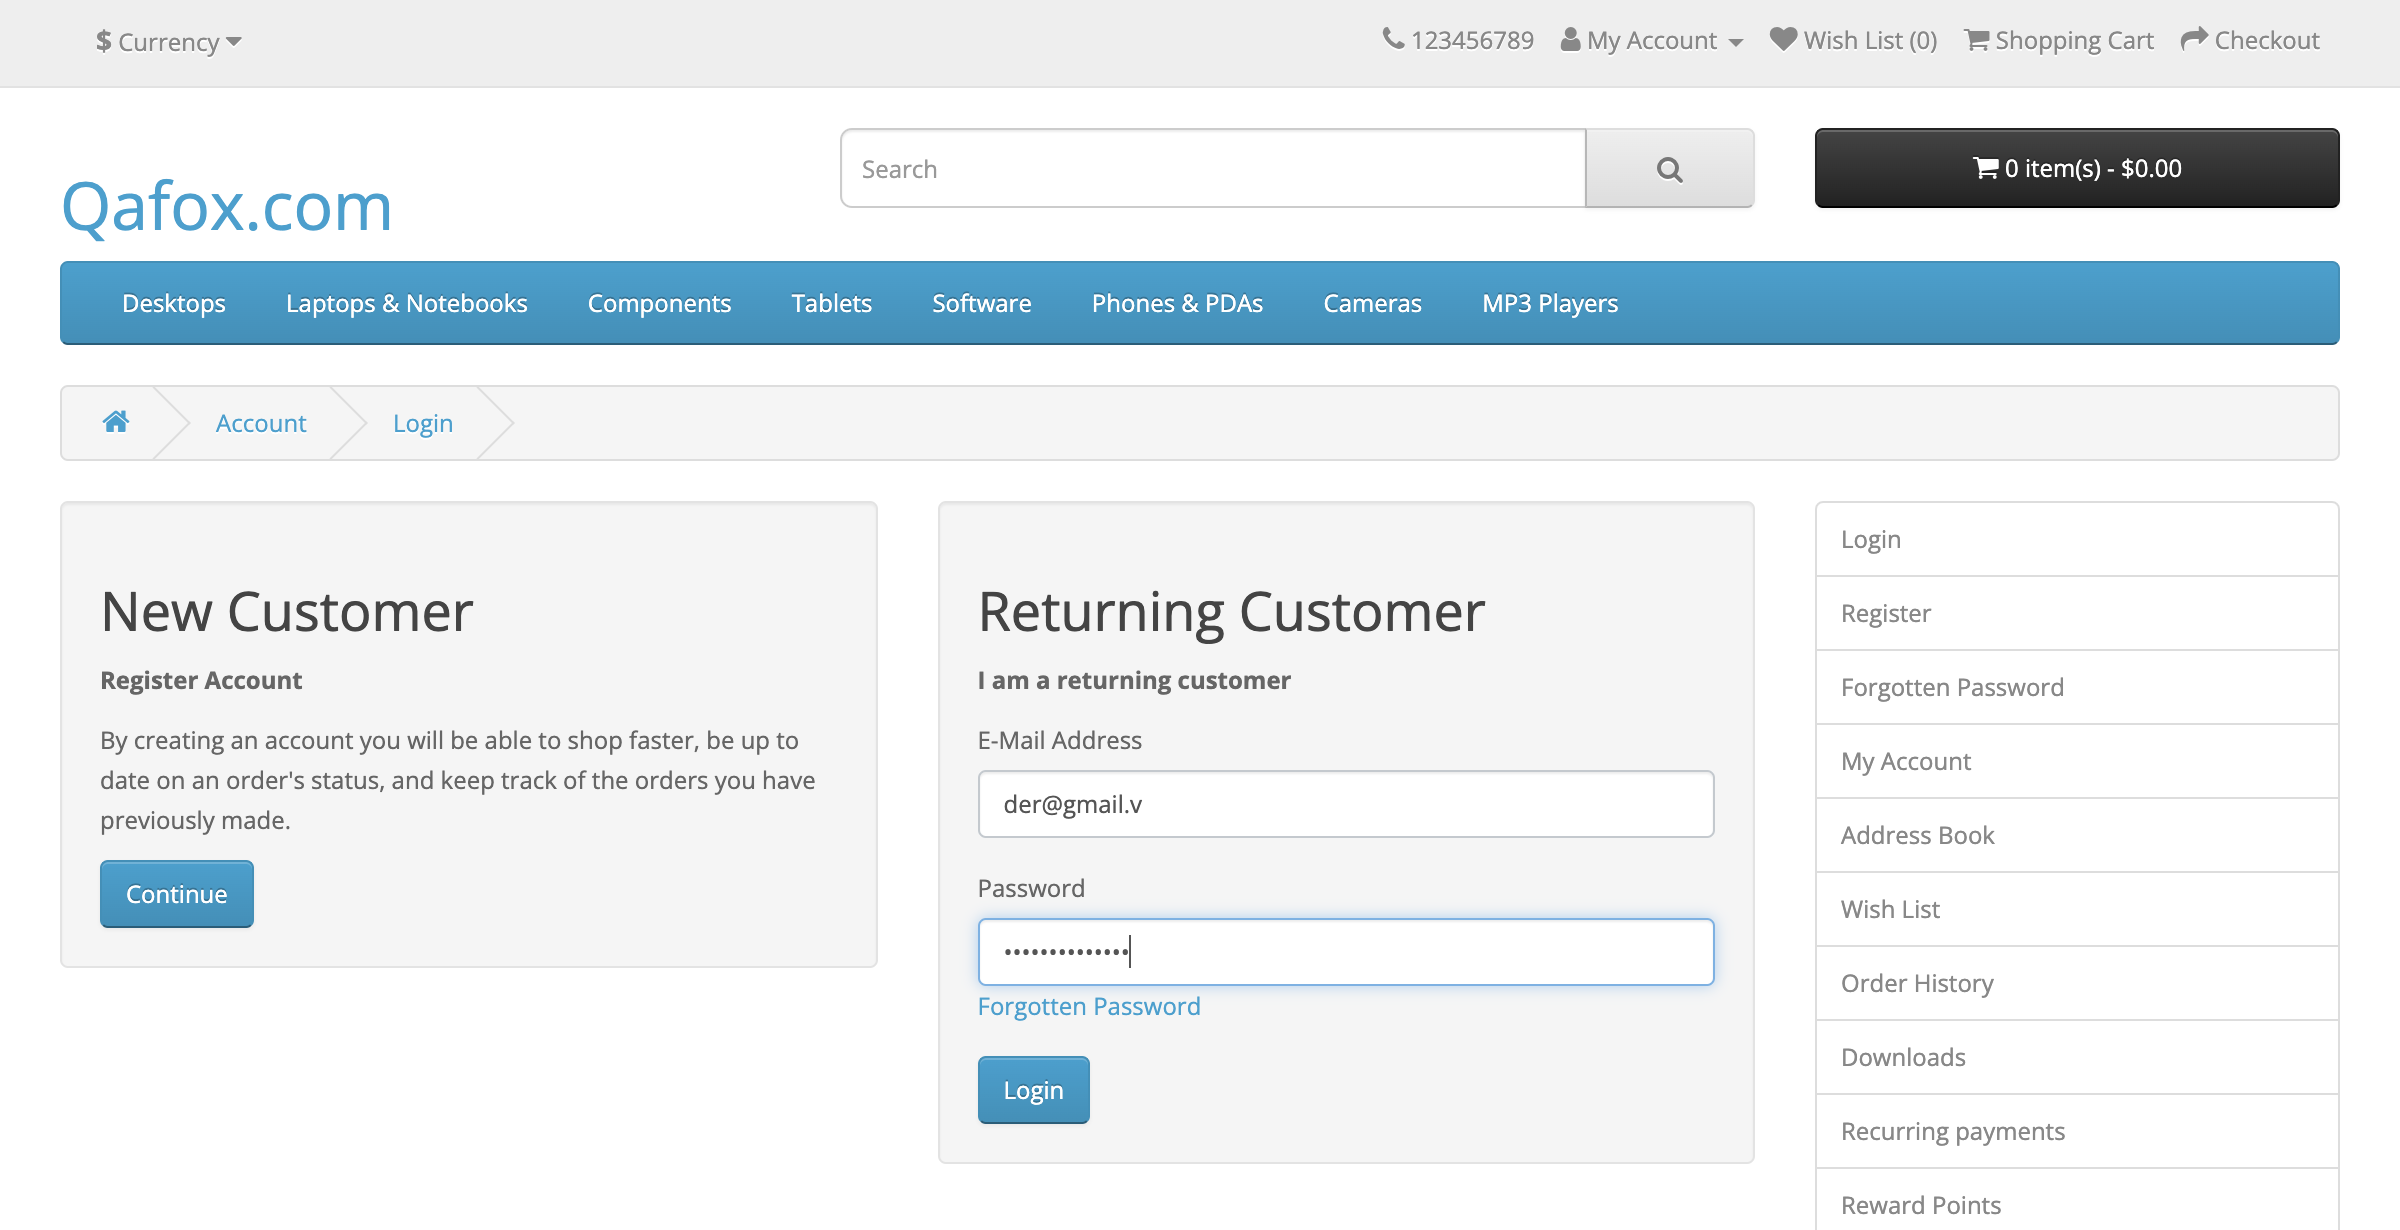 $ Currency
123456789 My Account Wish List (0) Shopping Cart Checkout
Qafox.com
Search
0 item(s) - $0.00
Desktops Laptops & Notebooks Components Tablets Software Phones & PDAs Cameras MP3 Players
Account Login
New Customer
Register Account
By creating an account you will be able to shop faster, be up to
date on an order's status, and keep track of the orders you have
previously made.
Continue
Returning Customer
I am a returning customer
E-Mail Address
der@gmail.v
Password
••••••••••••••
Forgotten Password
Login
Login
Register
Forgotten Password
My Account
Address Book
Wish List
Order History
Downloads
Recurring payments
Reward Points